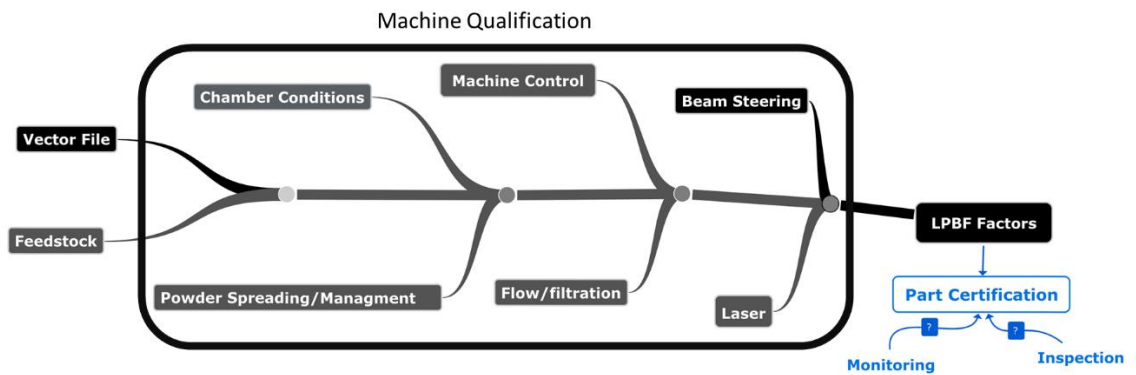 Machine Qualification
Machine Control
Chamber Conditions
Beam Steering
Vector File
LPBF Factors
Feedstock
Powder Spreading/Managment
Flow/filtration
Laser
Part Certification
?
?
Monitoring
Inspection